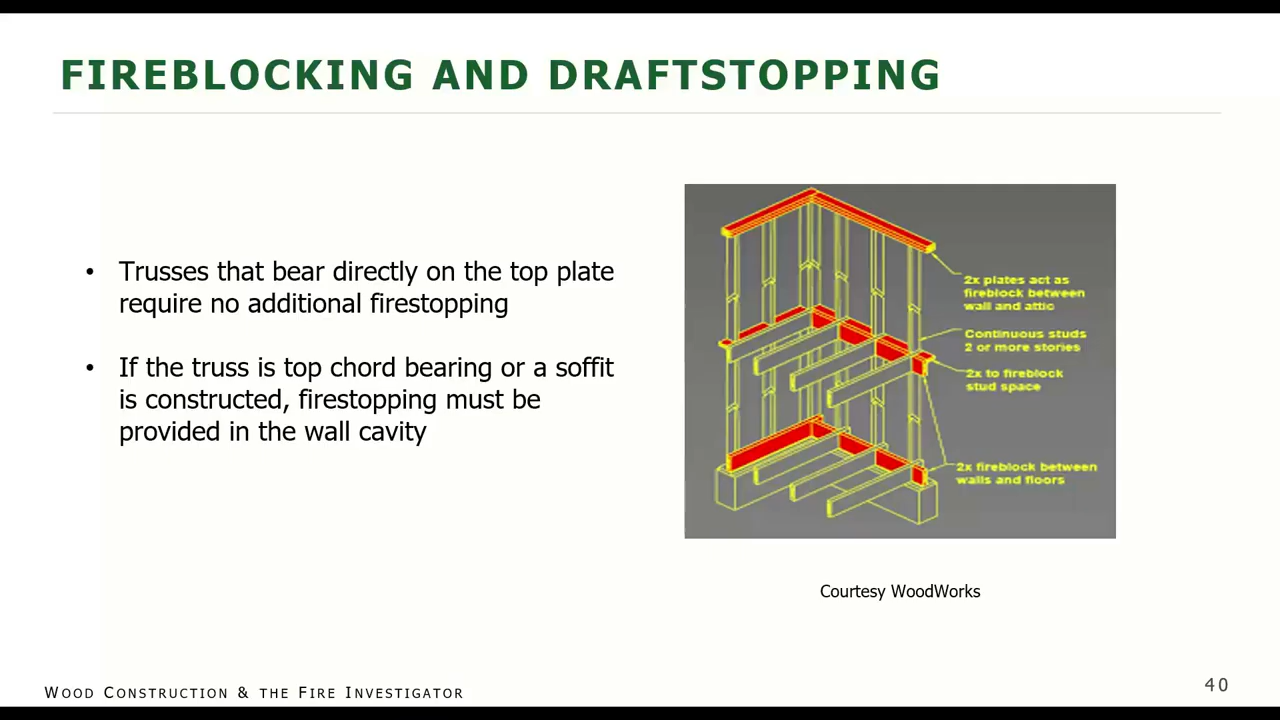 FIREBLOCKING AND DRAFTSTOPPING
• Trusses that bear directly on the top plate
require no additional firestopping
• If the truss is top chord bearing or a soffit
is constructed, firestopping must be
provided in the wall cavity
2x plates act as
fireblock between
wall and attic
Continuous studs
2 or more stories
2x to fireblock
stud space
2x fireblock between
walls and floors
Courtesy WoodWorks
WOOD CONSTRUCTION & THE FIRE INVESTIGATOR
40